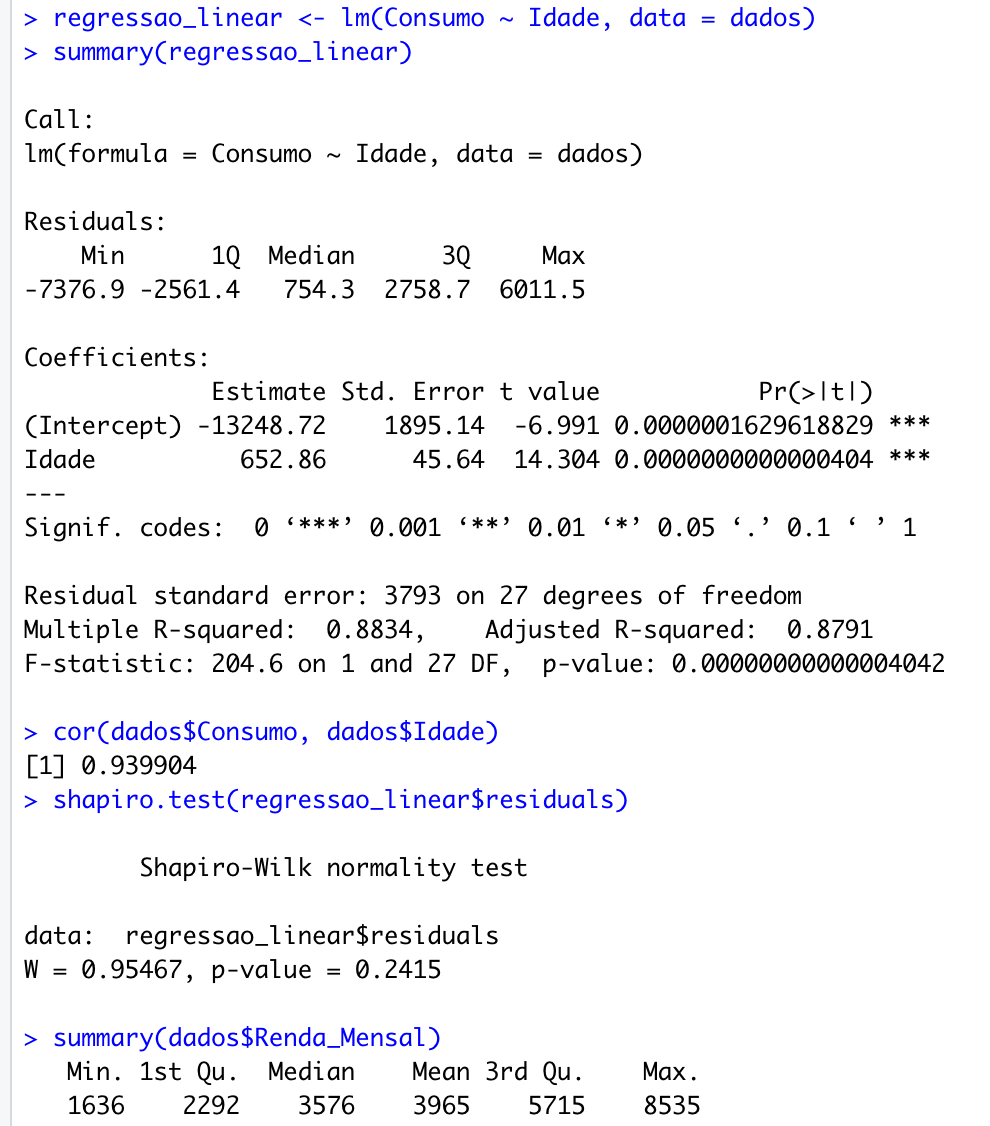 > regressao_linear <- lm(Consumo ~ Idade, data = dados)
> summary(regressao_linear)
Call:
lm(formula = Consumo ~ Idade, data = dados)
Residuals:
    Min      1Q  Median      3Q     Max
-7376.9 -2561.4   754.3  2758.7  6011.5
Coefficients:
             Estimate Std. Error t value           Pr(>|t|)
(Intercept) -13248.72    1895.14  -6.991 0.0000001629618829 ***
Idade          652.86      45.64  14.304 0.0000000000000404 ***
---
Signif. codes:  0 ‘***’ 0.001 ‘**’ 0.01 ‘*’ 0.05 ‘.’ 0.1 ‘ ’ 1
Residual standard error: 3793 on 27 degrees of freedom
Multiple R-squared:  0.8834,    Adjusted R-squared:  0.8791
F-statistic: 204.6 on 1 and 27 DF,  p-value: 0.00000000000004042
> cor(dados$Consumo, dados$Idade)
[1] 0.939904
> shapiro.test(regressao_linear$residuals)
        Shapiro-Wilk normality test
data:  regressao_linear$residuals
W = 0.95467, p-value = 0.2415
> summary(dados$Renda_Mensal)
   Min. 1st Qu.  Median    Mean 3rd Qu.    Max.
   1636    2292    3576    3965    5715    8535